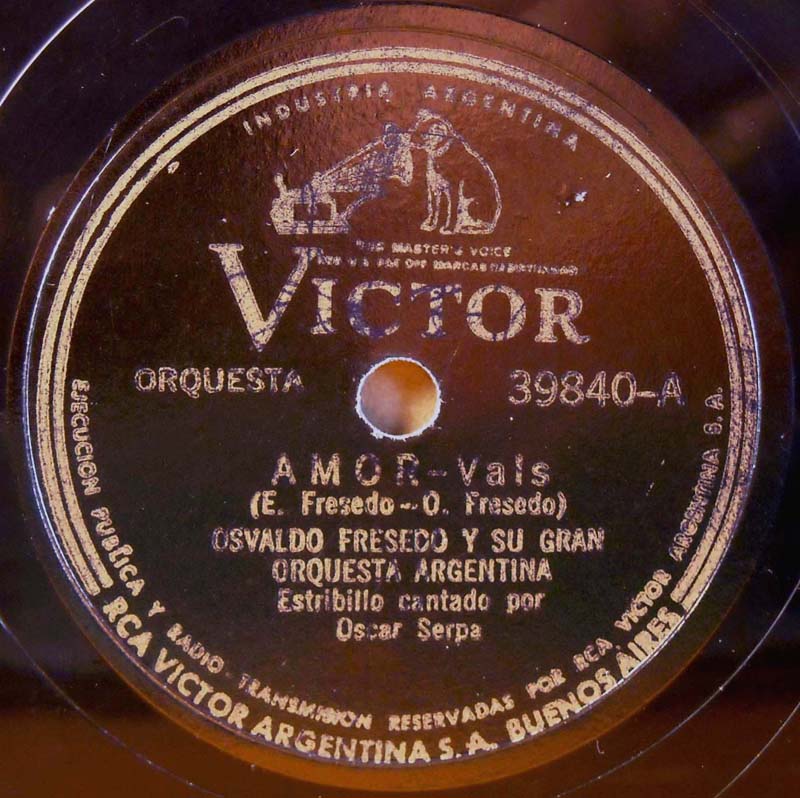 INDUSTRIA ARGENTINA
"HIS MASTER'S VOICE"
MARCAS
VICTOR
ORQUESTA
39840-A
AMOR-Vals
(E. Fresedo-O. Fresedo)
OSVALDO FRESEDO Y SU GRAN
ORQUESTA ARGENTINA
Estribillo cantado por
Oscar Serpa
EJECUCION PUBLICA Y RADIO-TRANSMISION RESERVADAS POR RCA VICTOR ARGENTINA S.A.
RCA VICTOR ARGENTINA S.A. BUENOS AIRES